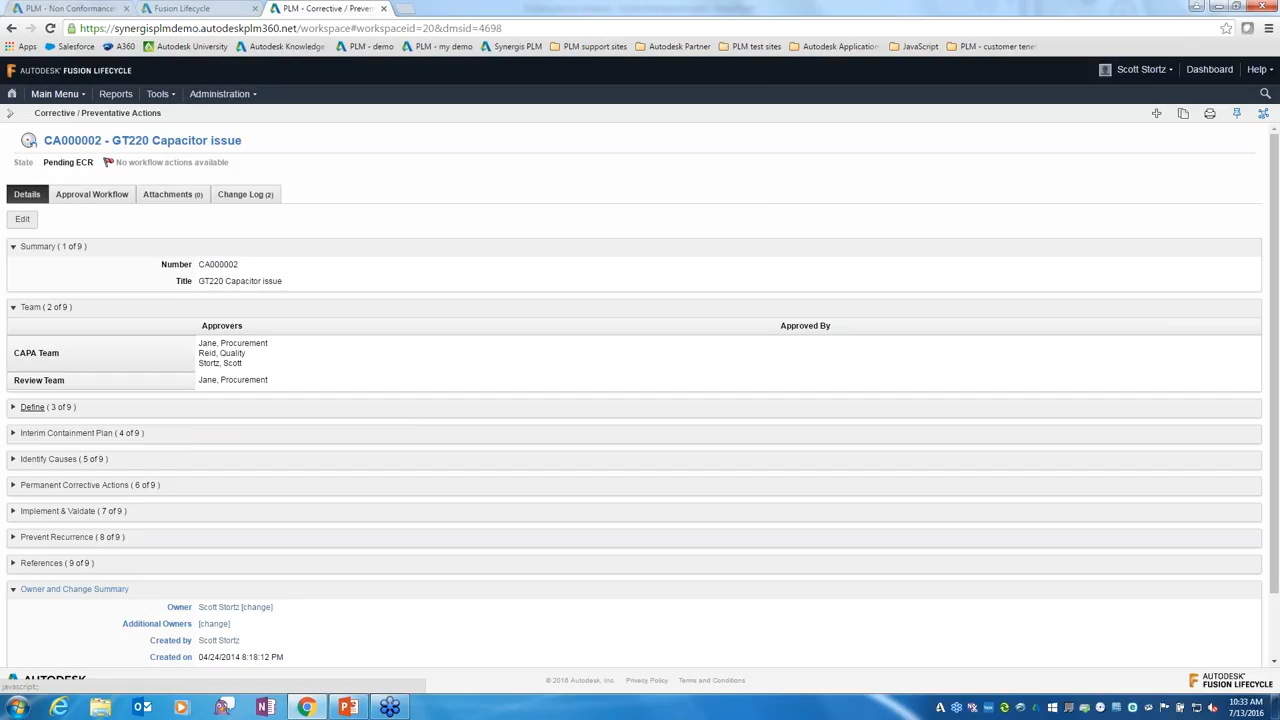 PLM - Non Conformance
Fusion Lifecycle
PLM - Corrective / Preven
https://synergisplmdemo.autodeskplm360.net/workspace#workspaceid=20&dmsid=4698
Apps Salesforce A360 Autodesk University Autodesk Knowledge PLM - demo PLM - my demo Synergis PLM PLM support sites Autodesk Partner PLM test sites Autodesk Application JavaScript PLM - customer tene
AUTODESK® FUSION LIFECYCLE
Scott Stortz Dashboard Help
Main Menu Reports Tools Administration
Corrective / Preventative Actions
CA000002 - GT220 Capacitor issue
State Pending ECR No workflow actions available
Details Approval Workflow Attachments (0) Change Log (2)
Edit
Summary ( 1 of 9 )
Number CA000002
Title GT220 Capacitor issue
Team ( 2 of 9 )
Approvers Approved By
CAPA Team
Jane, Procurement
Reid, Quality
Stortz, Scott
Review Team Jane, Procurement
Define ( 3 of 9 )
Interim Containment Plan ( 4 of 9 )
Identify Causes ( 5 of 9 )
Permanent Corrective Actions ( 6 of 9 )
Implement & Validate ( 7 of 9 )
Prevent Recurrence ( 8 of 9 )
References ( 9 of 9 )
Owner and Change Summary
Owner Scott Stortz [change]
Additional Owners [change]
Created by Scott Stortz
Created on 04/24/2014 8:18:12 PM
AUTODESK
© 2016 Autodesk, Inc. Privacy Policy Terms and Conditions
AUTODESK®
FUSION LIFECYCLE
javascript:;
10:33 AM
7/13/2016